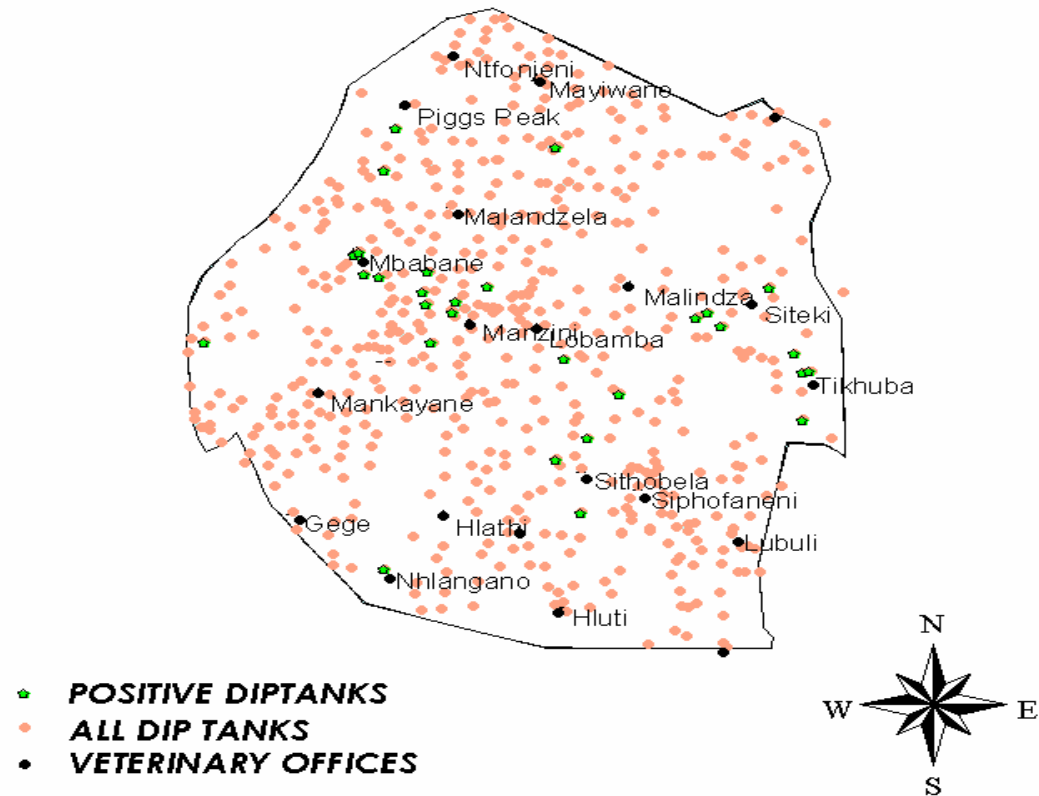 Ntfonjeni
Mayiwane
Piggs Peak
Malandzela
Mbabane
Malindza
Siteki
Manzini
Lobamba
--
Tikhuba
Mankayane
Sithobela
Siphofaneni
Gege
Hlathi
Lubuli
Nhlangano
Hluti
N
W E
S
POSITIVE DIPTANKS
ALL DIP TANKS
VETERINARY OFFICES